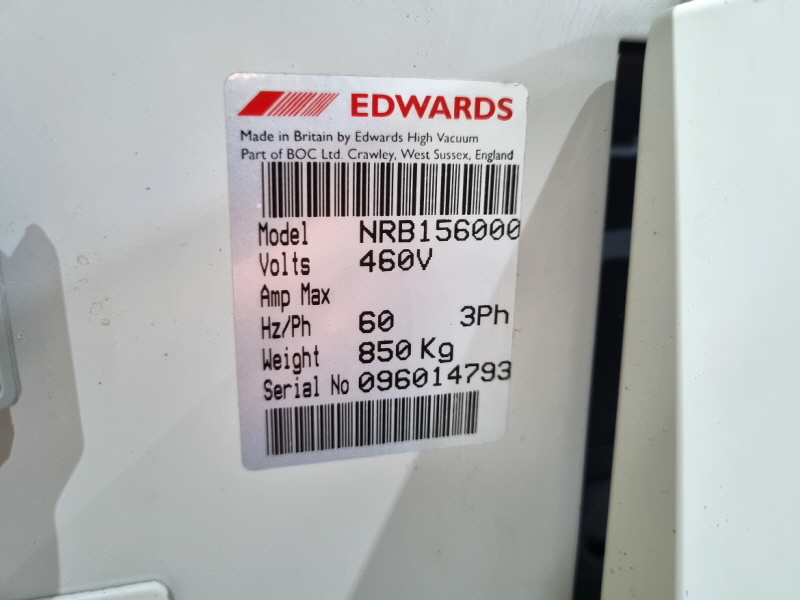 EDWARDS
Made in Britain by Edwards High Vacuum
Part of BOC Ltd. Crawley, West Sussex, England
Model NRB156000
Volts 460V
Amp Max
Hz/Ph 60 3Ph
Weight 850 Kg
Serial No 096014793